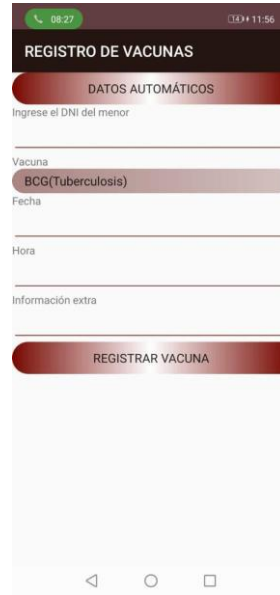 08:27
14 11:56
REGISTRO DE VACUNAS
DATOS AUTOMÁTICOS
Ingrese el DNI del menor
Vacuna
BCG(Tuberculosis)
Fecha
Hora
Información extra
REGISTRAR VACUNA